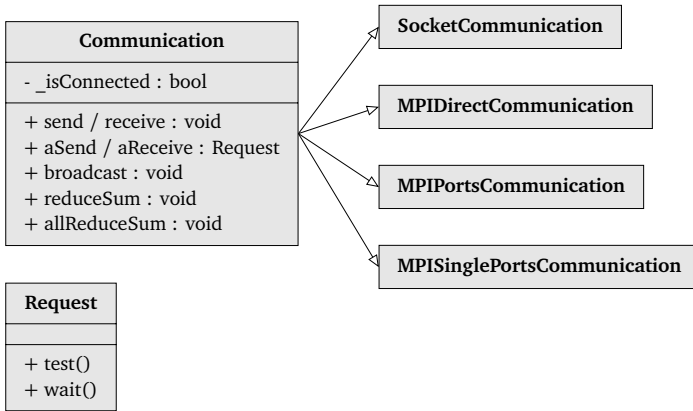 Communication
- _isConnected : bool
+ send / receive : void
+ aSend / aReceive : Request
+ broadcast : void
+ reduceSum : void
+ allReduceSum : void
SocketCommunication
MPIDirectCommunication
MPIPortsCommunication
MPISinglePortsCommunication
Request
+ test()
+ wait()